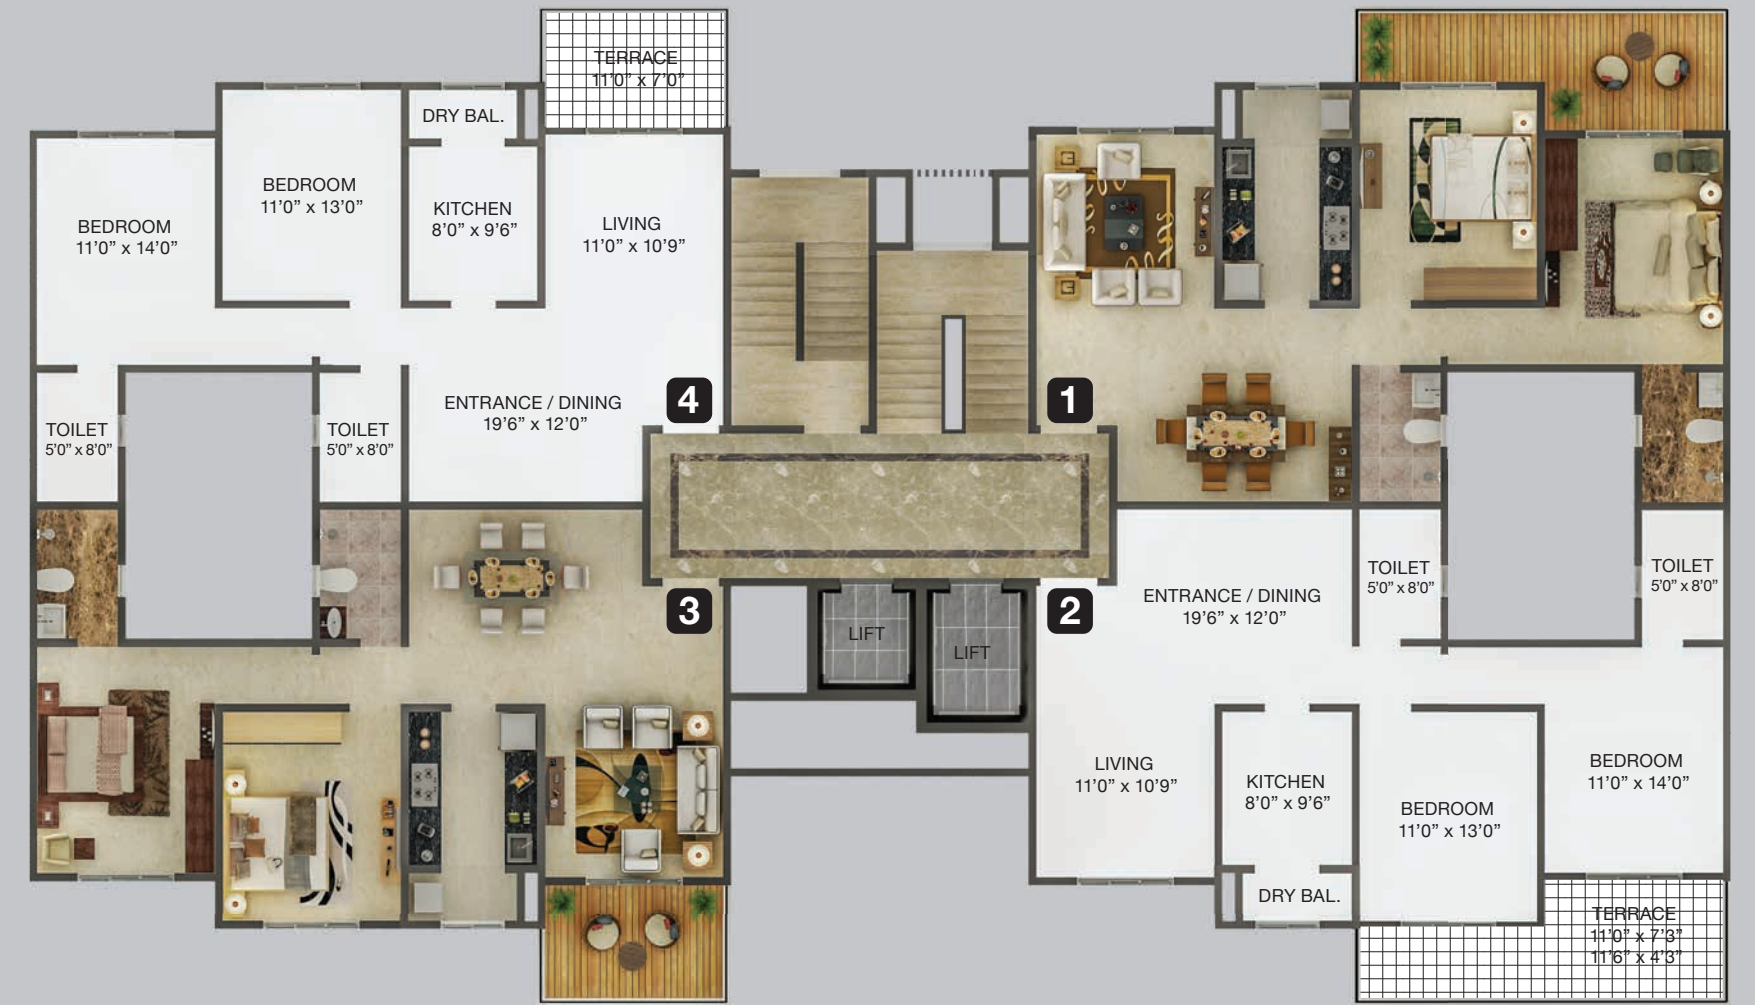 TERRACE
11'0" x 7'0"
DRY BAL.
BEDROOM
11'0" x 13'0"
BEDROOM
11'0" x 14'0"
KITCHEN
8'0" x 9'6"
LIVING
11'0" x 10'9"
ENTRANCE / DINING
19'6" x 12'0"
4
1
TOILET
5'0" x 8'0"
TOILET
5'0" x 8'0"
3
2
LIFT
LIFT
ENTRANCE / DINING
19'6" x 12'0"
TOILET
5'0" x 8'0"
TOILET
5'0" x 8'0"
LIVING
11'0" x 10'9"
KITCHEN
8'0" x 9'6"
BEDROOM
11'0" x 13'0"
BEDROOM
11'0" x 14'0"
DRY BAL.
TERRACE
11'0" x 7'3"
11'6" x 4'3"